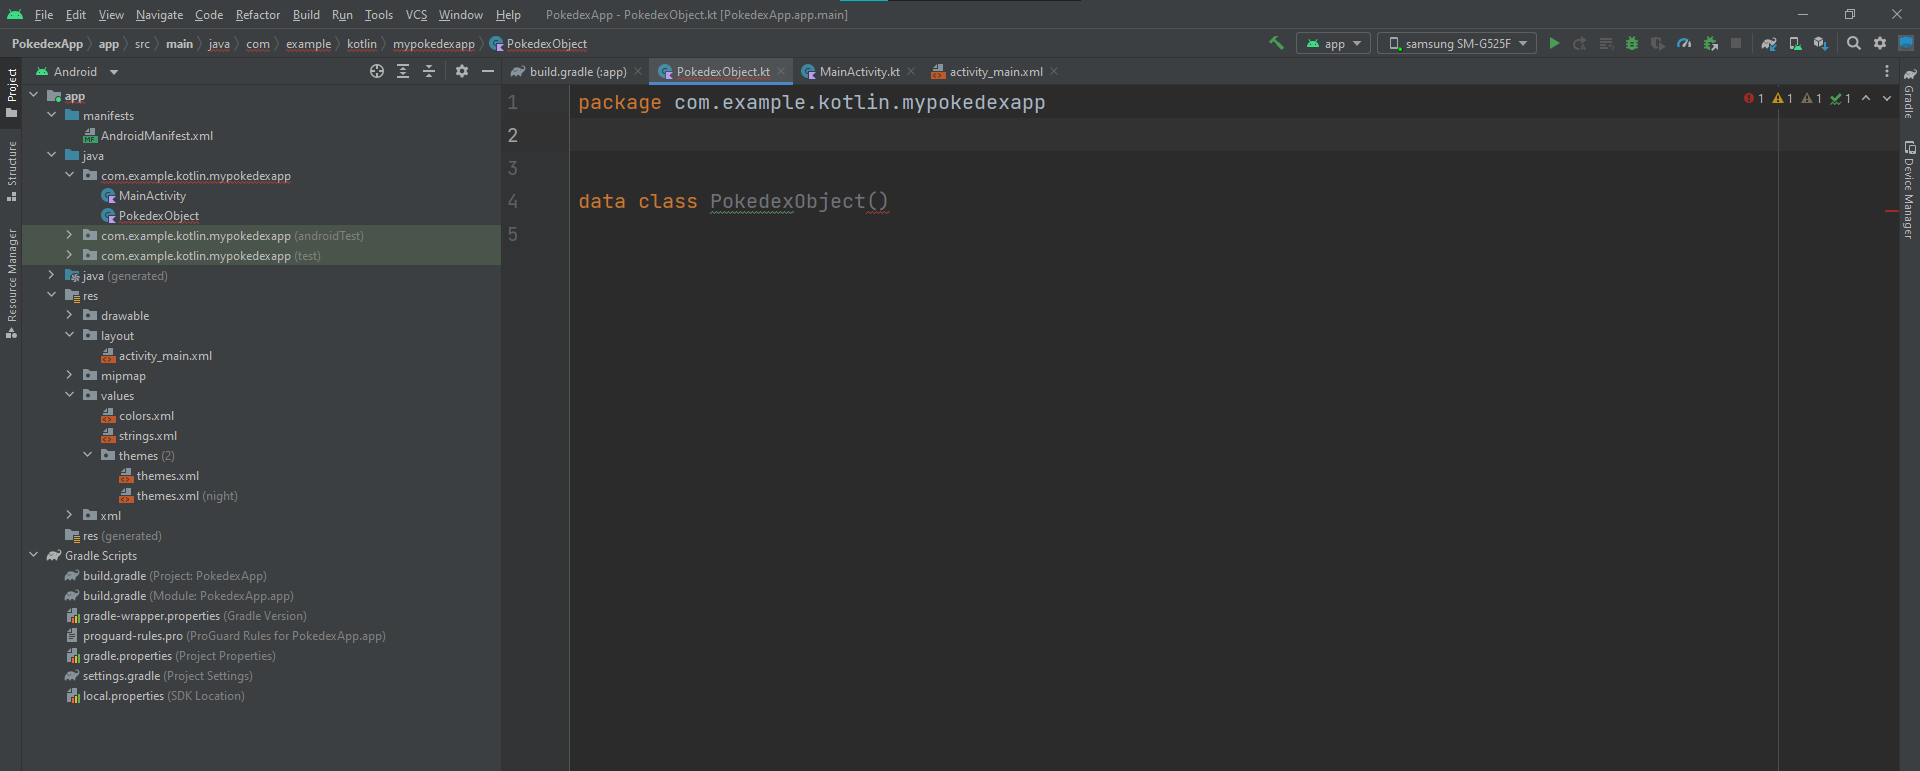 File Edit View Navigate Code Refactor Build Run Tools VCS Window Help PokedexApp - PokedexObject.kt [PokedexApp.app.main]
PokedexApp app src main java com example kotlin mypokedexapp PokedexObject app samsung SM-G525F
Android build.gradle (:app) PokedexObject.kt MainActivity.kt activity_main.xml
Project
Structure
Resource Manager
app
manifests
AndroidManifest.xml
java
com.example.kotlin.mypokedexapp
MainActivity
PokedexObject
com.example.kotlin.mypokedexapp (androidTest)
com.example.kotlin.mypokedexapp (test)
java (generated)
res
drawable
layout
activity_main.xml
mipmap
values
colors.xml
strings.xml
themes (2)
themes.xml
themes.xml (night)
xml
res (generated)
Gradle Scripts
build.gradle (Project: PokedexApp)
build.gradle (Module: PokedexApp.app)
gradle-wrapper.properties (Gradle Version)
proguard-rules.pro (ProGuard Rules for PokedexApp.app)
gradle.properties (Project Properties)
settings.gradle (Project Settings)
local.properties (SDK Location)
1 package com.example.kotlin.mypokedexapp
2
3
4 data class PokedexObject()
5
1 1 1 1
Gradle
Device Manager